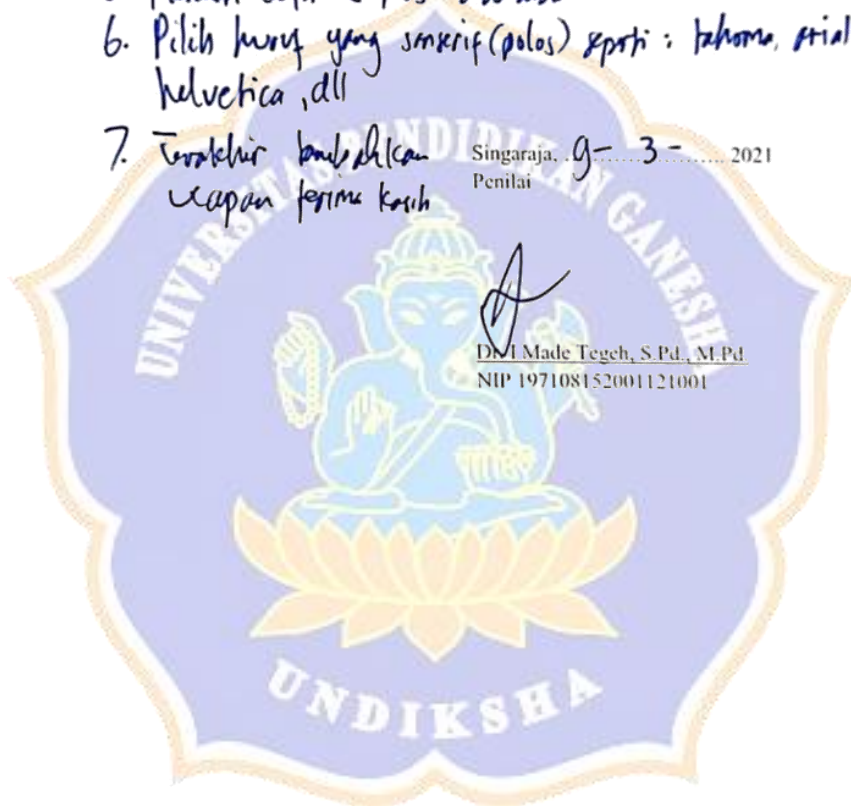 6. Pilih huruf yang sanserif (polos) seperti : tahoma, arial
helvetica, dll
7. Terakhir tambahkan
ucapan terima kasih
Singaraja, 9 - 3 - 2021
Penilai
Dr. I Made Tegeh, S.Pd., M.Pd
NIP 197108152001121001
UNIVERSITAS PENDIDIKAN GANESHA
UNDIKSHA